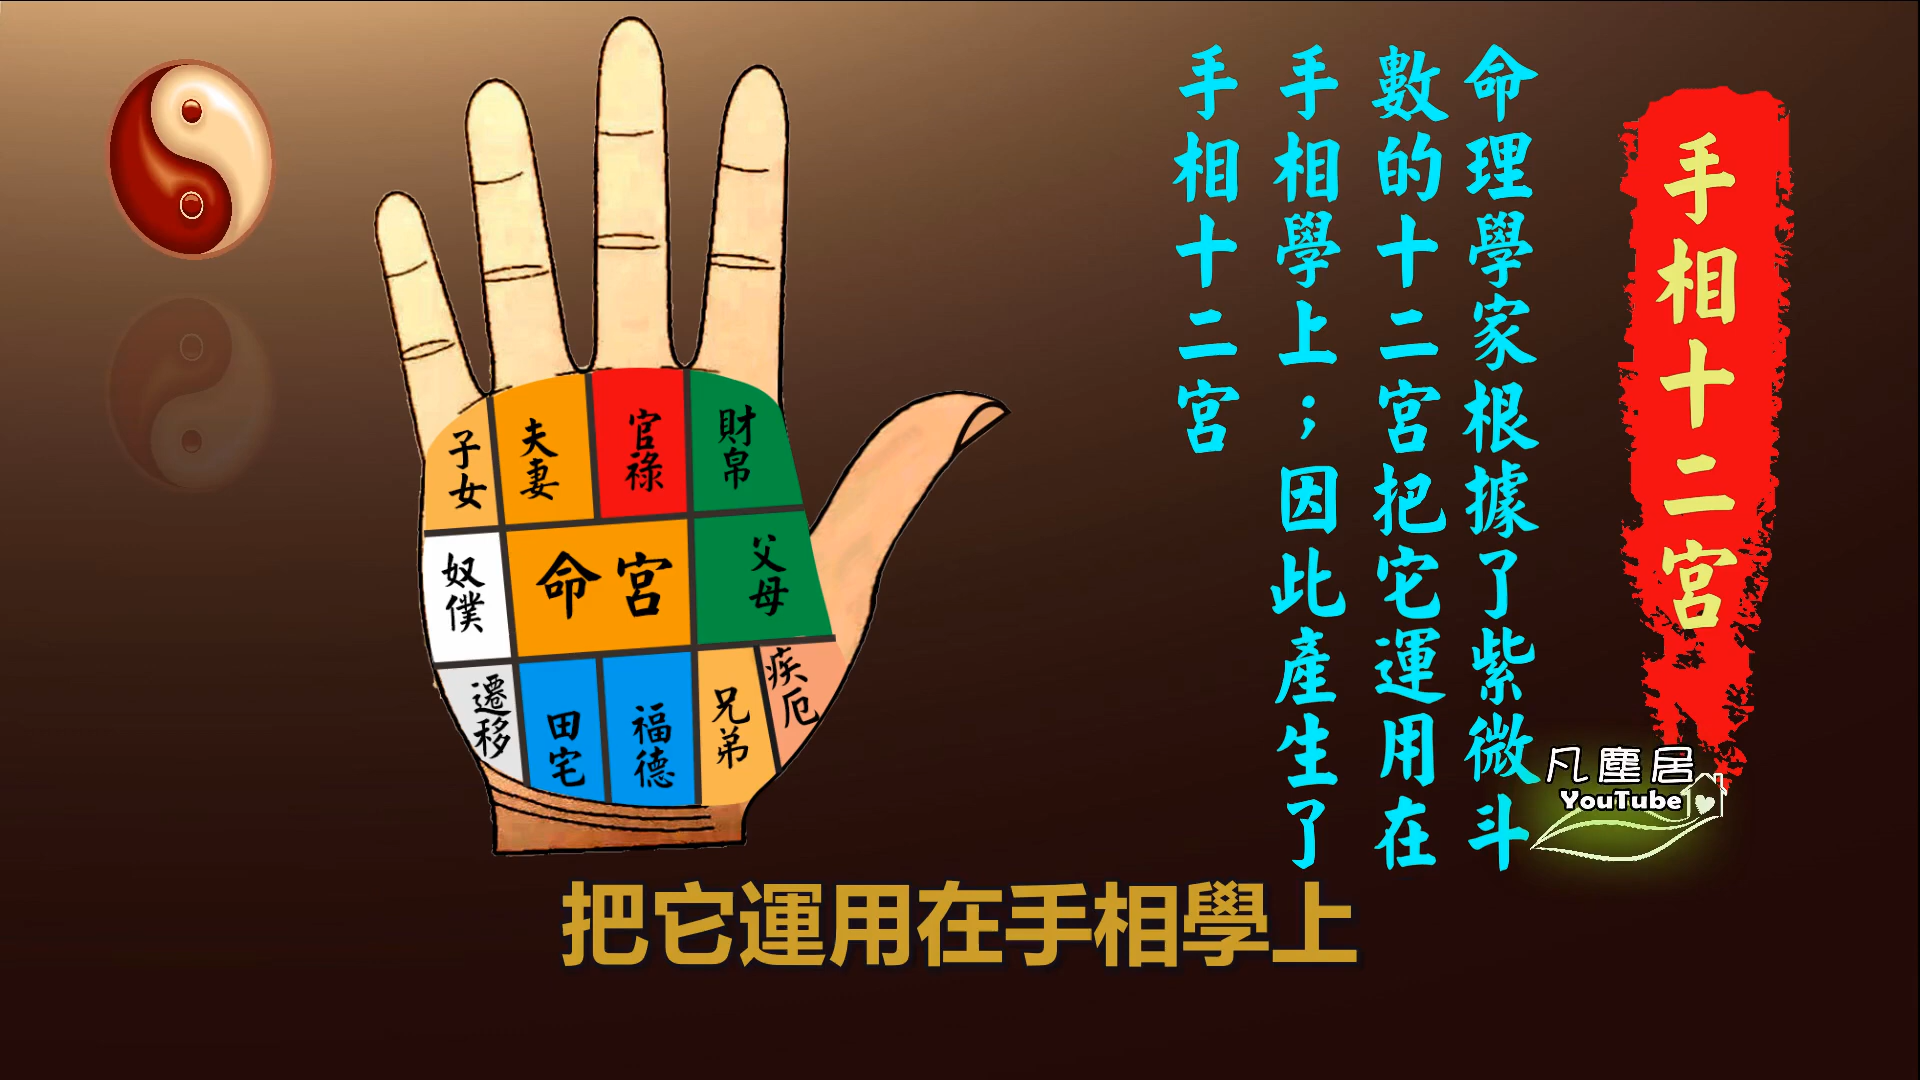 手相十二宮
命理學家根據了紫微斗
數的十二宮把它運用在
手相學上；因此產生了
手相十二宮
子女
夫妻
官祿
財帛
奴僕
命宮
父母
遷移
田宅
福德
兄弟
疾厄
凡塵居
YouTube
把它運用在手相學上